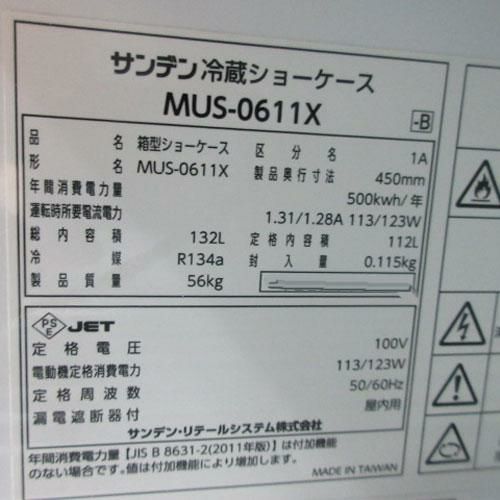 サンデン冷蔵ショーケース
MUS-0611X
-B
品名 箱型ショーケース 区分名 1A
形名 MUS-0611X 製品奥行寸法 450mm
年間消費電力量 500kwh/年
運転時所要電流電力 1.31/1.28A 113/123W
総内容積 132L 定格内容積 112L
冷媒 R134a 封入量 0.115kg
製品質量 56kg
PSE JET
定格電圧 100V
電動機定格消費電力 113/123W
定格周波数 50/60Hz
漏電遮断器付 屋内用
サンデン・リテールシステム株式会社
年間消費電力量【JIS B 8631-2(2011年版)】は付加機能
のない場合です。値は付加機能により増加します。
MADE IN TAIWAN